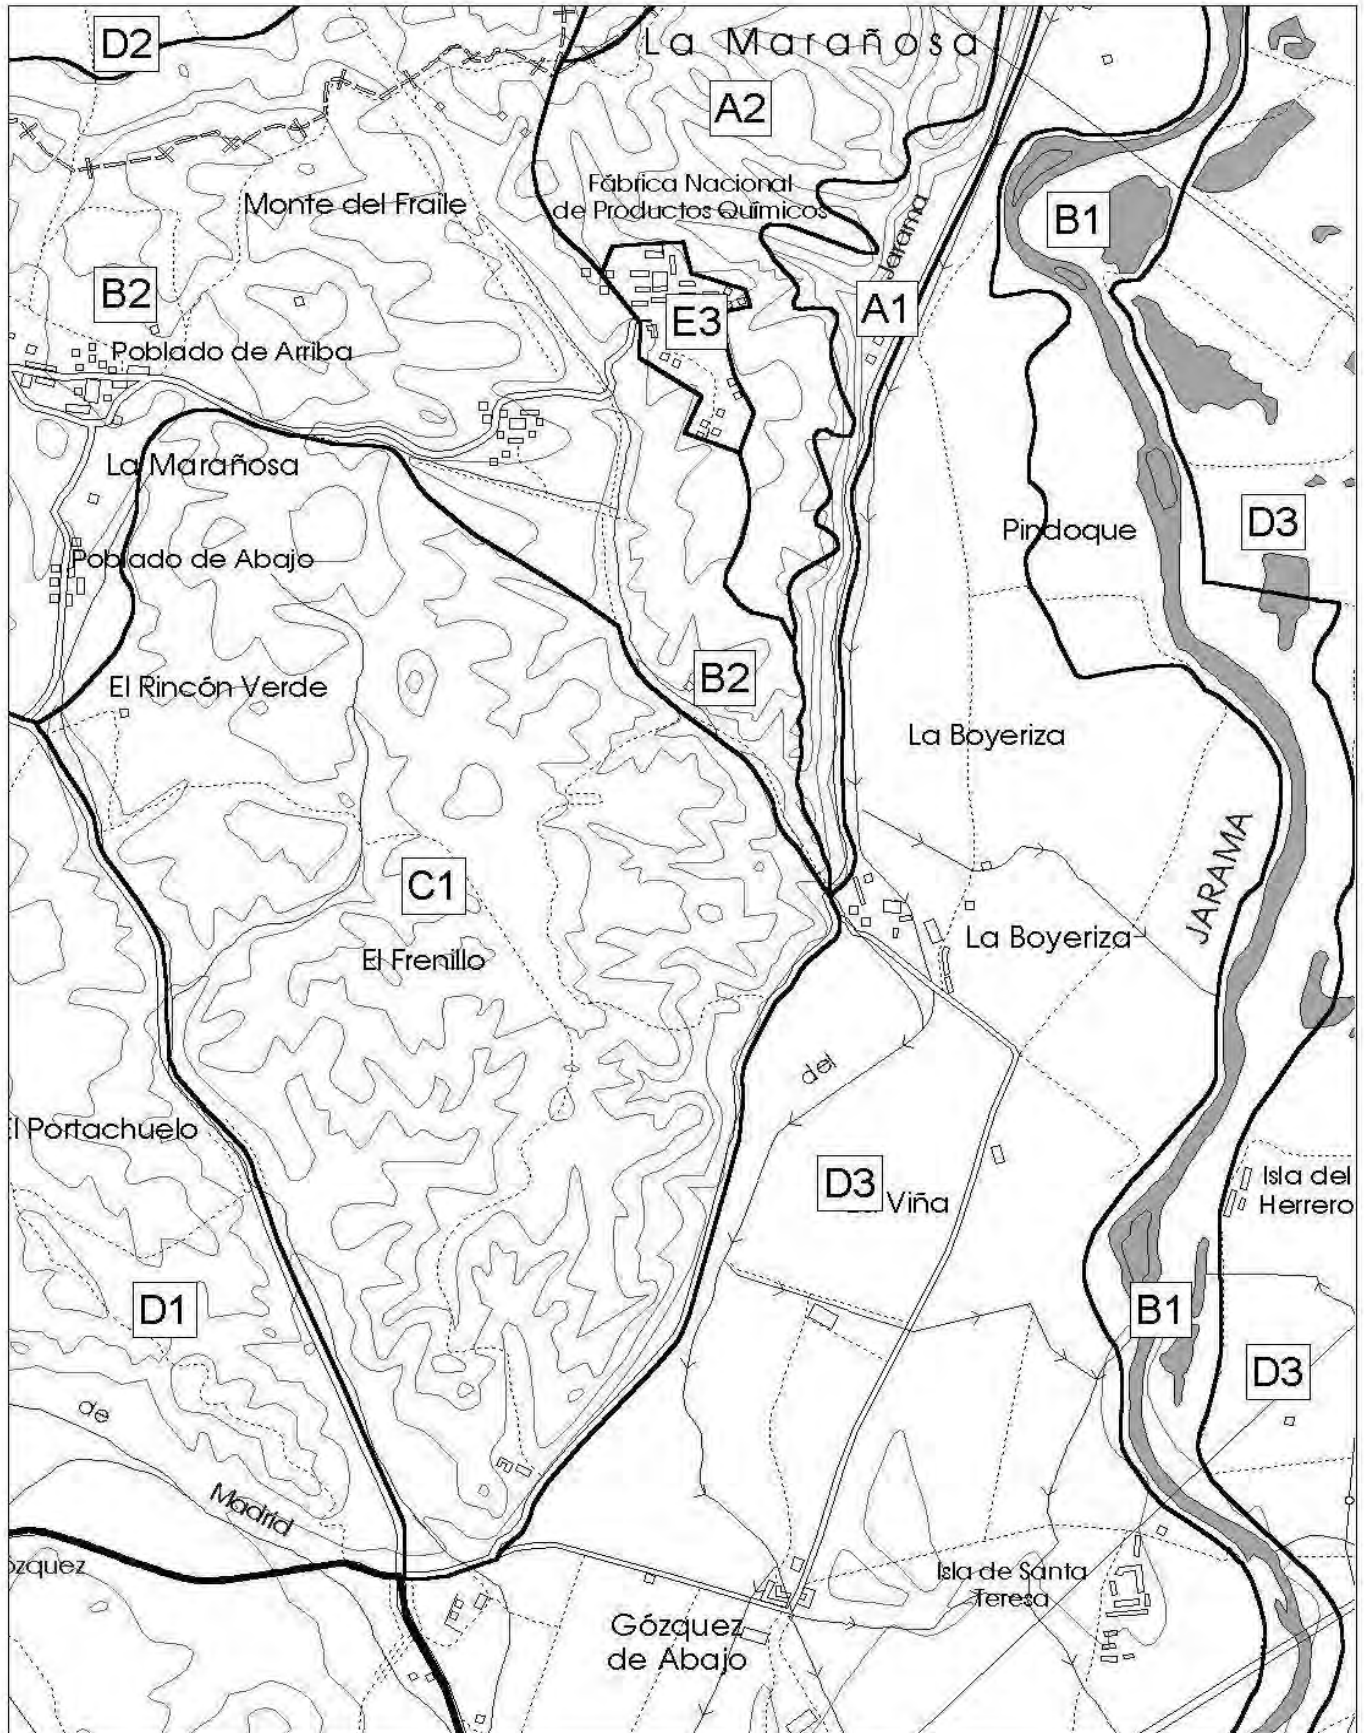 D2
La Marañosa
A2
Fábrica Nacional
de Productos Químicos
Monte del Fraile
Jarama
B1
B2
A1
E3
Poblado de Arriba
La Marañosa
Pindoque
D3
Poblado de Abajo
El Rincón Verde
B2
La Boyeriza
JARAMA
C1
La Boyeriza
El Frenillo
del
El Portachuelo
D3
Viña
Isla del
Herrero
D1
B1
D3
de
Madrid
ózquez
Isla de Santa
Teresa
Gózquez
de Abajo